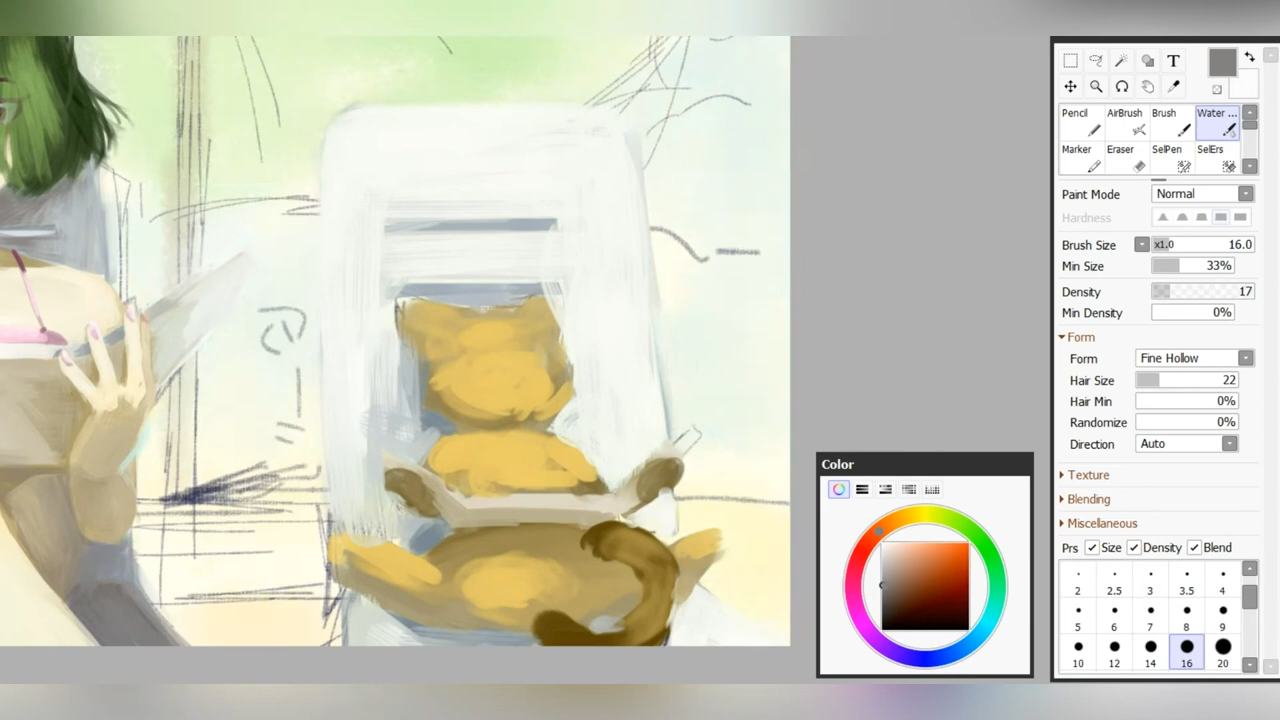 T
Pencil AirBrush Brush Water ...
Marker Eraser SelPen SelErs
Paint Mode Normal
Hardness
Brush Size x1.0 16.0
Min Size 33%
Density 17
Min Density 0%
Form
Form Fine Hollow
Hair Size 22
Hair Min 0%
Randomize 0%
Direction Auto
Color
Texture
Blending
Miscellaneous
Prs Size Density Blend
2 2.5 3 3.5 4
5 6 7 8 9
10 12 14 16 20